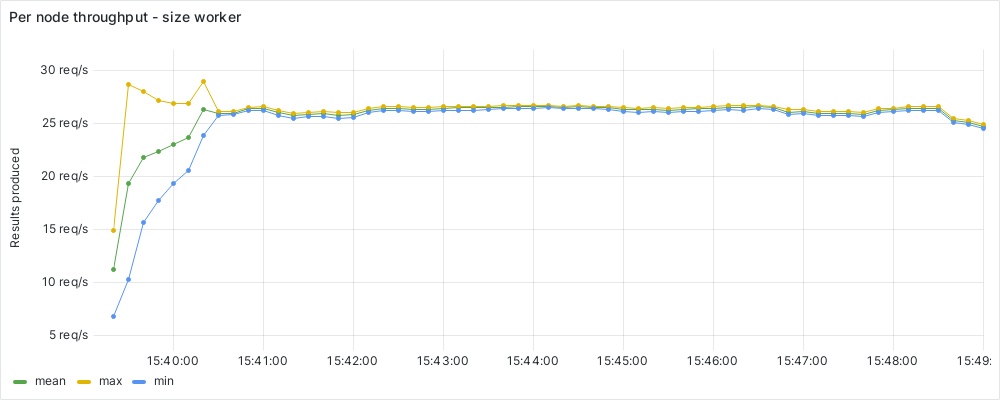 Per node throughput - size worker
Results produced
30 req/s
25 req/s
20 req/s
15 req/s
10 req/s
5 req/s
15:40:00 15:41:00 15:42:00 15:43:00 15:44:00 15:45:00 15:46:00 15:47:00 15:48:00 15:49:
mean max min